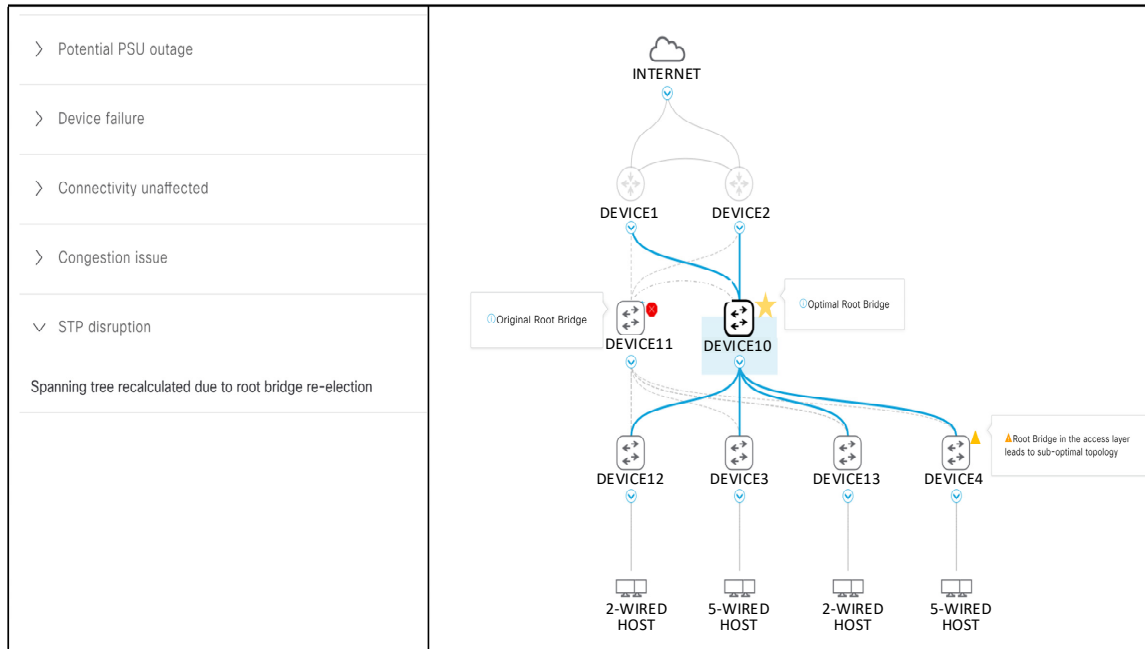 Potential PSU outage
Device failure
Connectivity unaffected
Congestion issue
STP disruption
Spanning tree recalculated due to root bridge re-election
INTERNET
DEVICE1
DEVICE2
Original Root Bridge
Optimal Root Bridge
DEVICE11
DEVICE10
Root Bridge in the access layer
leads to sub-optimal topology
DEVICE12
DEVICE3
DEVICE13
DEVICE4
2-WIRED
HOST
5-WIRED
HOST
2-WIRED
HOST
5-WIRED
HOST